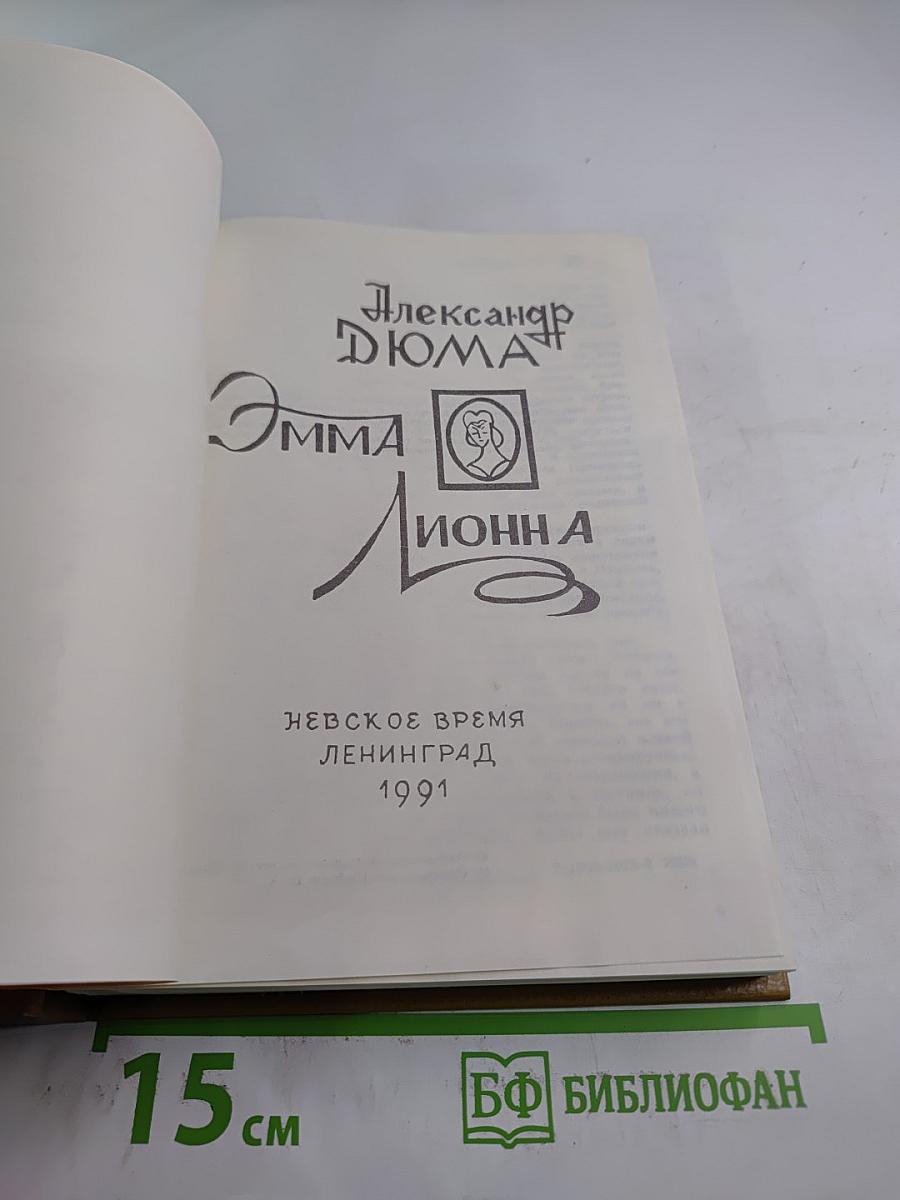 Александр
ДЮМА
Эмма
Лионна
НЕВСКОЕ ВРЕМЯ
ЛЕНИНГРАД
1991
15 см
БФ БИБЛИОФАН